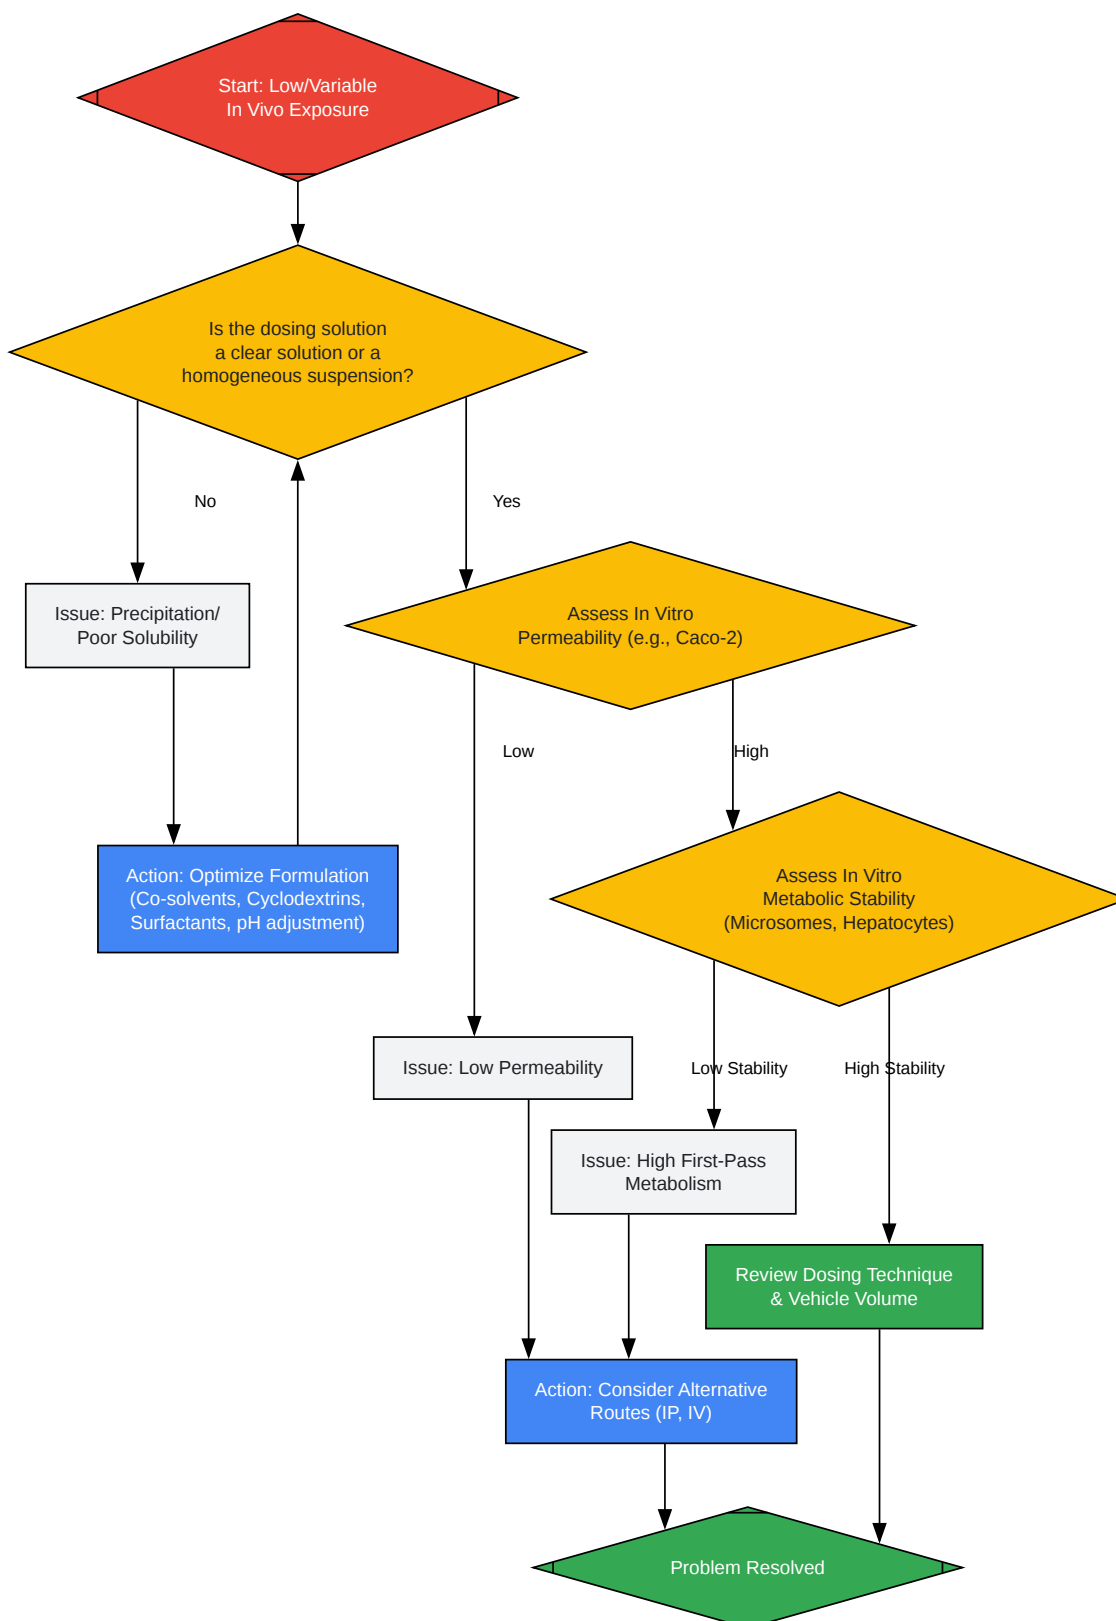 Start: Low/Variable
In Vivo Exposure
Is the dosing solution
a clear solution or a
homogeneous suspension?
No
Yes
Issue: Precipitation/
Poor Solubility
Assess In Vitro
Permeability (e.g., Caco-2)
Low
High
Action: Optimize Formulation
(Co-solvents, Cyclodextrins,
Surfactants, pH adjustment)
Assess In Vitro
Metabolic Stability
(Microsomes, Hepatocytes)
Issue: Low Permeability
Low Stability
High Stability
Issue: High First-Pass
Metabolism
Review Dosing Technique
& Vehicle Volume
Action: Consider Alternative
Routes (IP, IV)
Problem Resolved